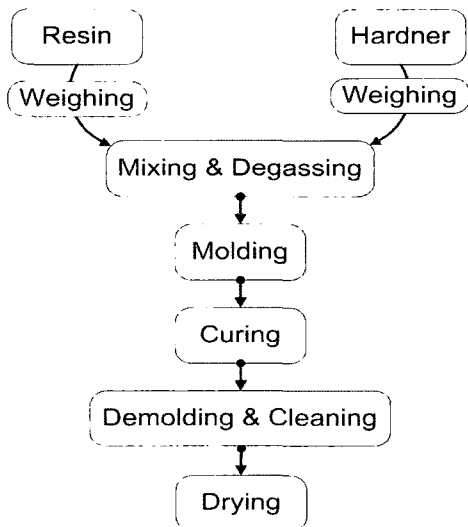 Resin
Hardner
Weighing
Weighing
Mixing & Degassing
Molding
Curing
Demolding & Cleaning
Drying